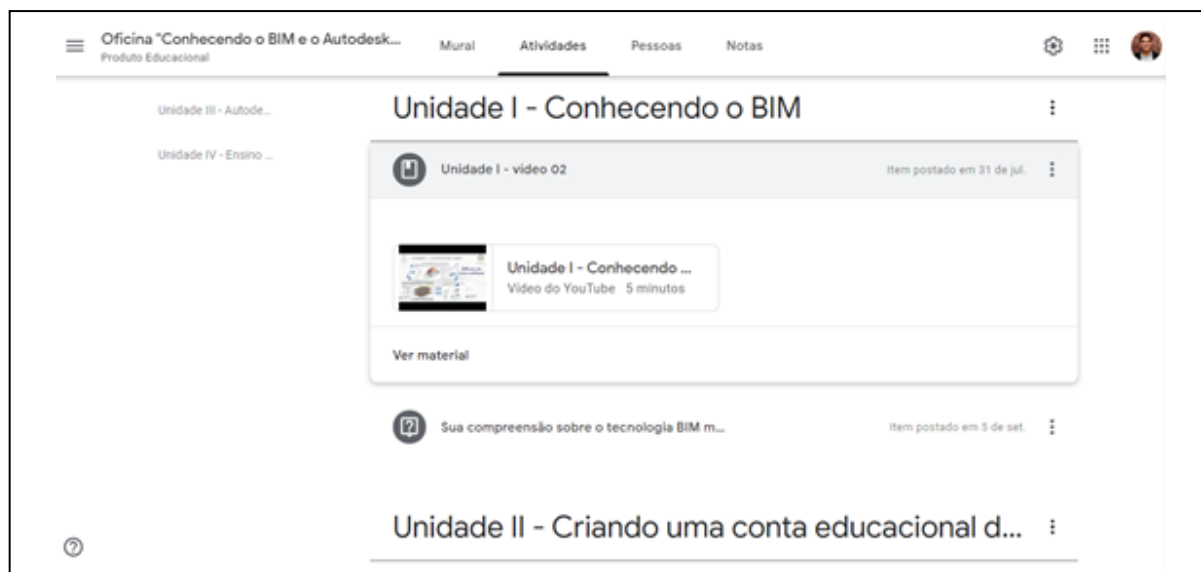 Oficina "Conhecendo o BIM e o Autodesk...
Produto Educacional
Mural
Atividades
Pessoas
Notas
Unidade III - Autode...
Unidade IV - Ensino ...
Unidade I - Conhecendo o BIM
Unidade I - vídeo 02
Item postado em 31 de jul.
Unidade I - Conhecendo ...
Vídeo do YouTube 5 minutos
Ver material
Sua compreensão sobre o tecnologia BIM m...
Item postado em 5 de set.
Unidade II - Criando uma conta educacional d...